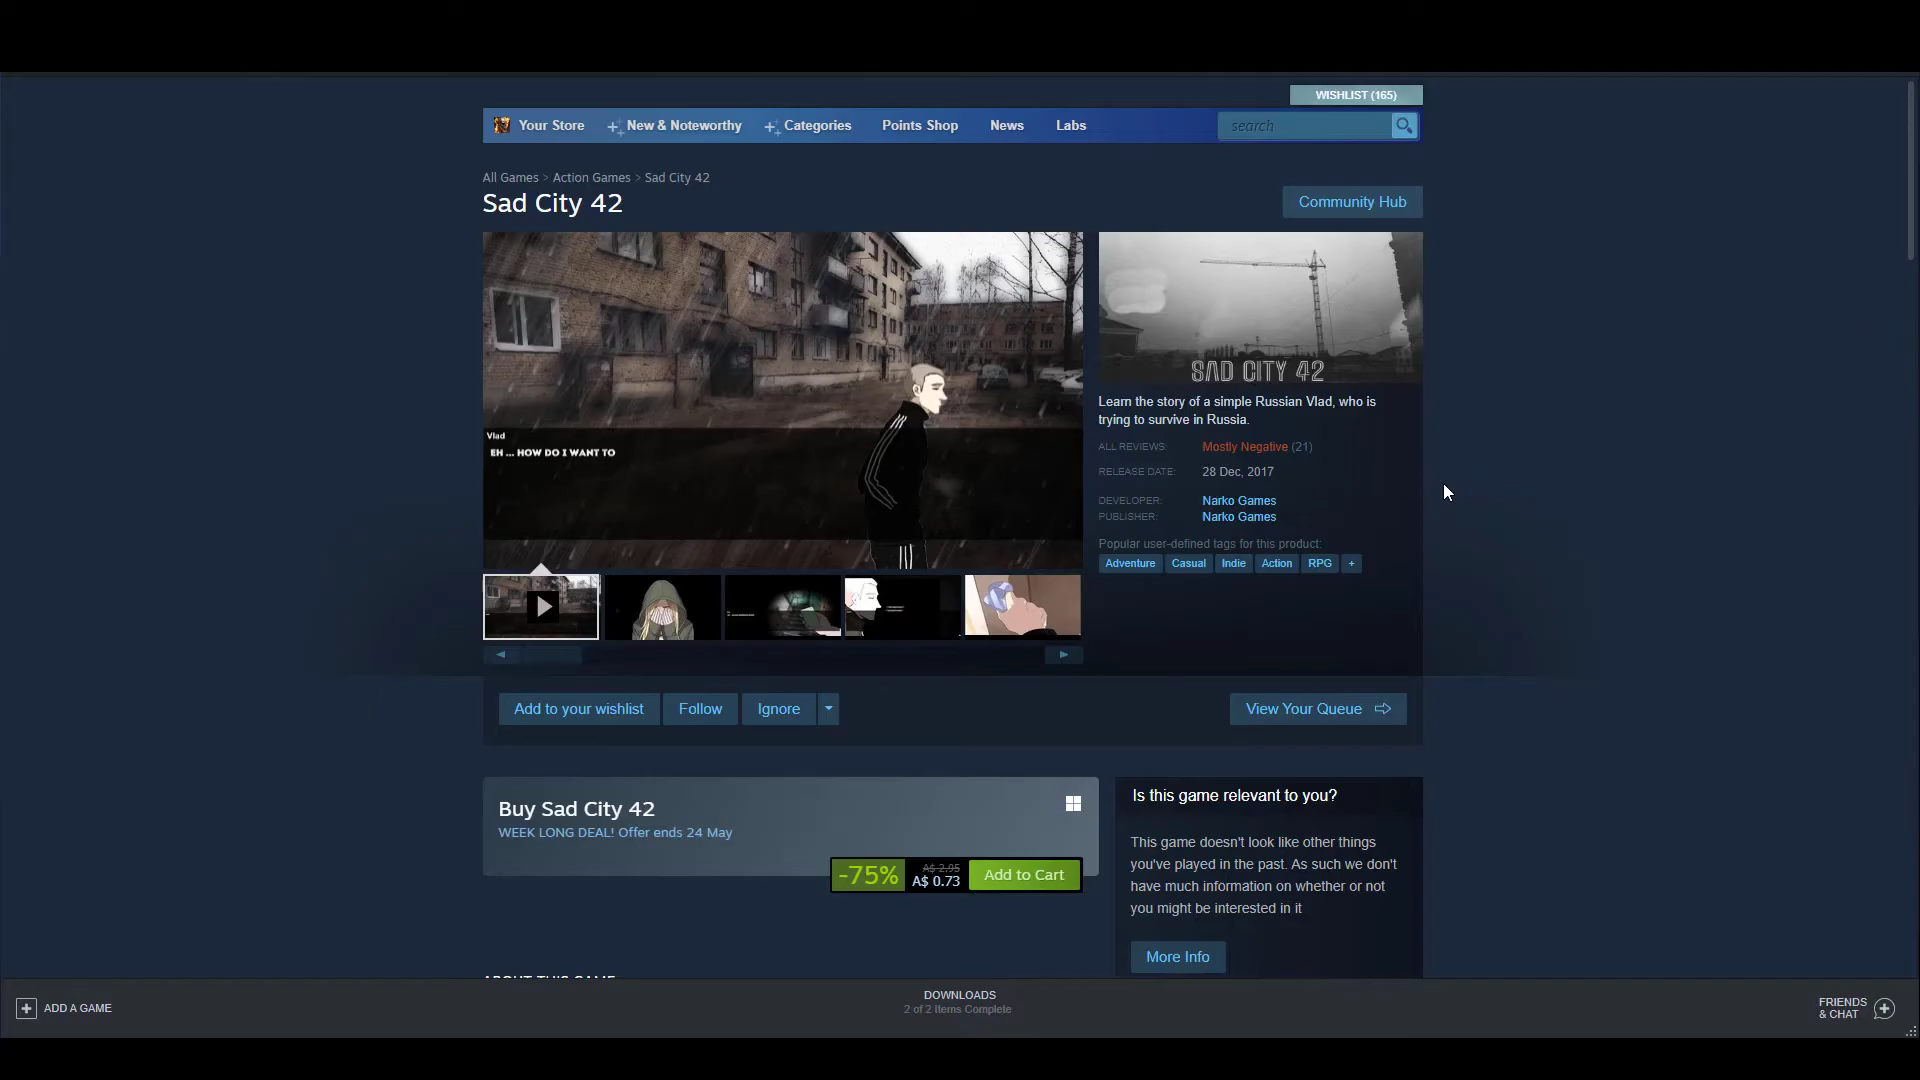 WISHLIST (165)
Your Store
New & Noteworthy
Categories
Points Shop
News
Labs
search
All Games > Action Games > Sad City 42
Sad City 42
Community Hub
Vlad
EH ... HOW DO I WANT TO
SAD CITY 42
Learn the story of a simple Russian Vlad, who is
trying to survive in Russia.
ALL REVIEWS: Mostly Negative (21)
RELEASE DATE: 28 Dec, 2017
DEVELOPER: Narko Games
PUBLISHER: Narko Games
Popular user-defined tags for this product:
Adventure Casual Indie Action RPG +
Add to your wishlist
Follow
Ignore
View Your Queue
Buy Sad City 42
WEEK LONG DEAL! Offer ends 24 May
-75%
A$ 2.95
A$ 0.73
Add to Cart
Is this game relevant to you?
This game doesn't look like other things
you've played in the past. As such we don't
have much information on whether or not
you might be interested in it
More Info
ABOUT THIS GAME
ADD A GAME
DOWNLOADS
2 of 2 Items Complete
FRIENDS
& CHAT